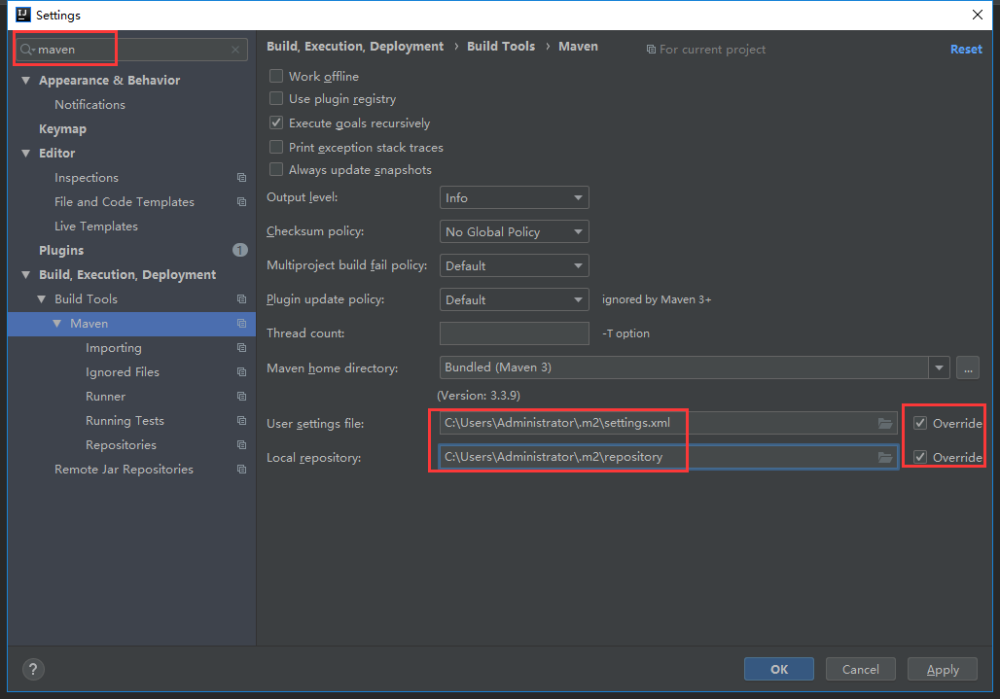 Settings
maven
Appearance & Behavior
Notifications
Keymap
Editor
Inspections
File and Code Templates
Live Templates
Plugins 1
Build, Execution, Deployment
Build Tools
Maven
Importing
Ignored Files
Runner
Running Tests
Repositories
Remote Jar Repositories
Build, Execution, Deployment › Build Tools › Maven For current project Reset
Work offline
Use plugin registry
Execute goals recursively
Print exception stack traces
Always update snapshots
Output level: Info
Checksum policy: No Global Policy
Multiproject build fail policy: Default
Plugin update policy: Default ignored by Maven 3+
Thread count: -T option
Maven home directory: Bundled (Maven 3) ...
(Version: 3.3.9)
User settings file: C:\Users\Administrator\.m2\settings.xml Override
Local repository: C:\Users\Administrator\.m2\repository Override
? OK Cancel Apply